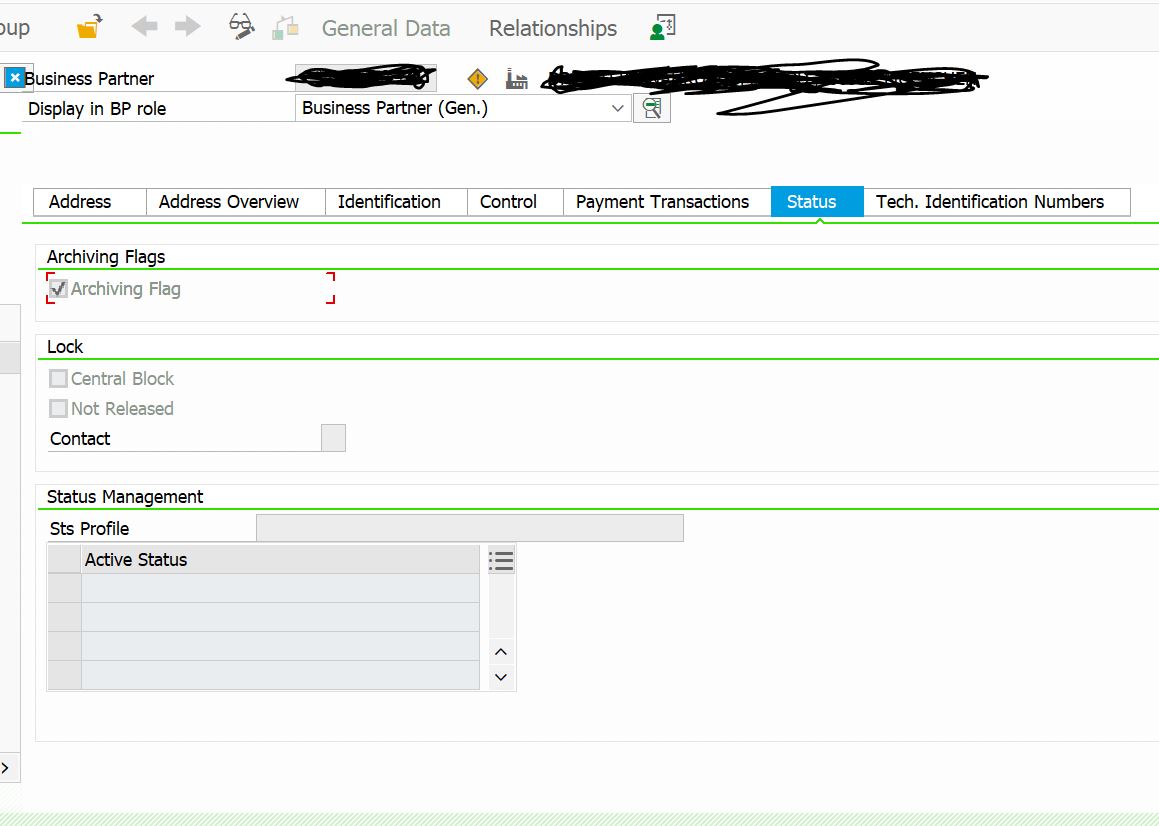 oup General Data Relationships
Business Partner
Display in BP role Business Partner (Gen.)
Address Address Overview Identification Control Payment Transactions Status Tech. Identification Numbers
Archiving Flags
Archiving Flag
Lock
Central Block
Not Released
Contact
Status Management
Sts Profile
Active Status